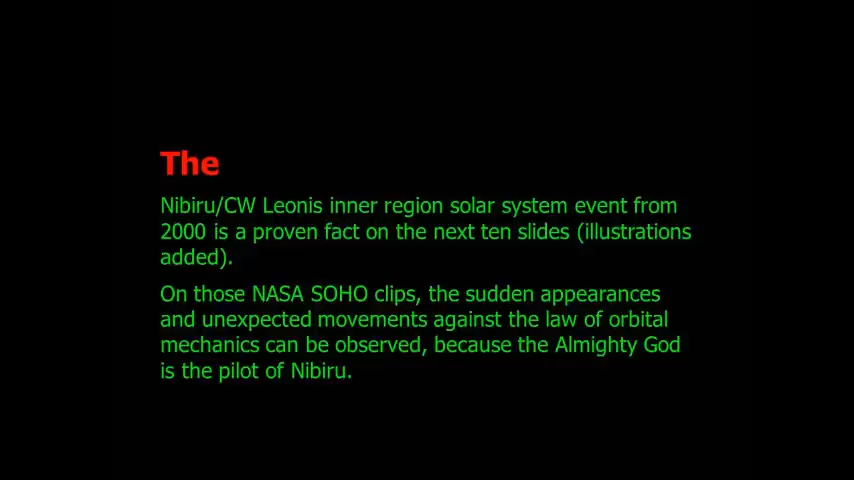 The
Nibiru/CW Leonis inner region solar system event from
2000 is a proven fact on the next ten slides (illustrations
added).
On those NASA SOHO clips, the sudden appearances
and unexpected movements against the law of orbital
mechanics can be observed, because the Almighty God
is the pilot of Nibiru.